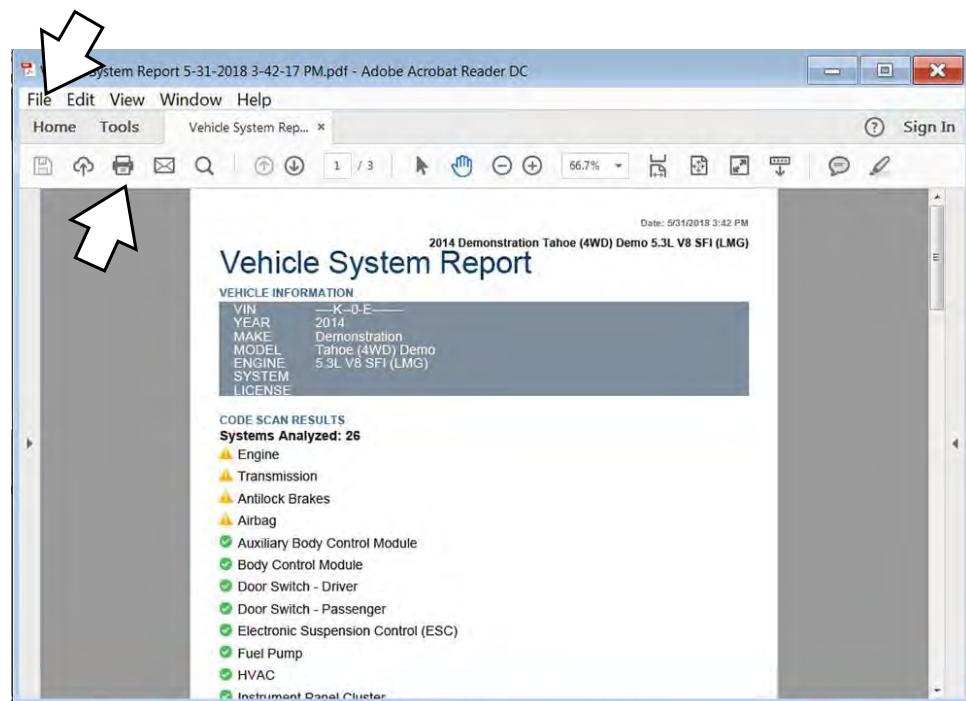 System Report 5-31-2018 3-42-17 PM.pdf - Adobe Acrobat Reader DC
File Edit View Window Help
Home Tools Vehicle System Rep... × ? Sign In
1 / 3 66.7%
Date: 5/31/2018 3:42 PM
2014 Demonstration Tahoe (4WD) Demo 5.3L V8 SFI (LMG)
Vehicle System Report
VEHICLE INFORMATION
VIN ----K--0-E--------
YEAR 2014
MAKE Demonstration
MODEL Tahoe (4WD) Demo
ENGINE 5.3L V8 SFI (LMG)
SYSTEM
LICENSE
CODE SCAN RESULTS
Systems Analyzed: 26
Engine
Transmission
Antilock Brakes
Airbag
Auxiliary Body Control Module
Body Control Module
Door Switch - Driver
Door Switch - Passenger
Electronic Suspension Control (ESC)
Fuel Pump
HVAC
Instrument Panel Cluster